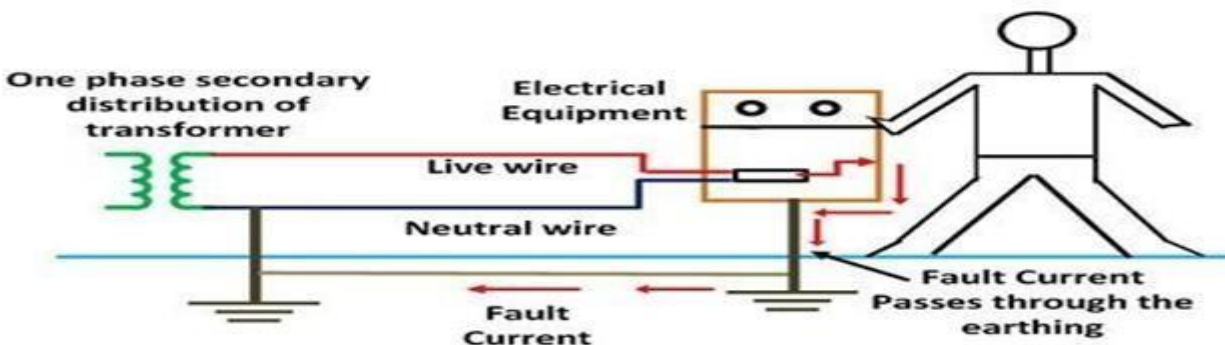 One phase secondary
distribution of
transformer
Electrical
Equipment
Live wire
Neutral wire
Fault Current
Passes through the
earthing
Fault
Current